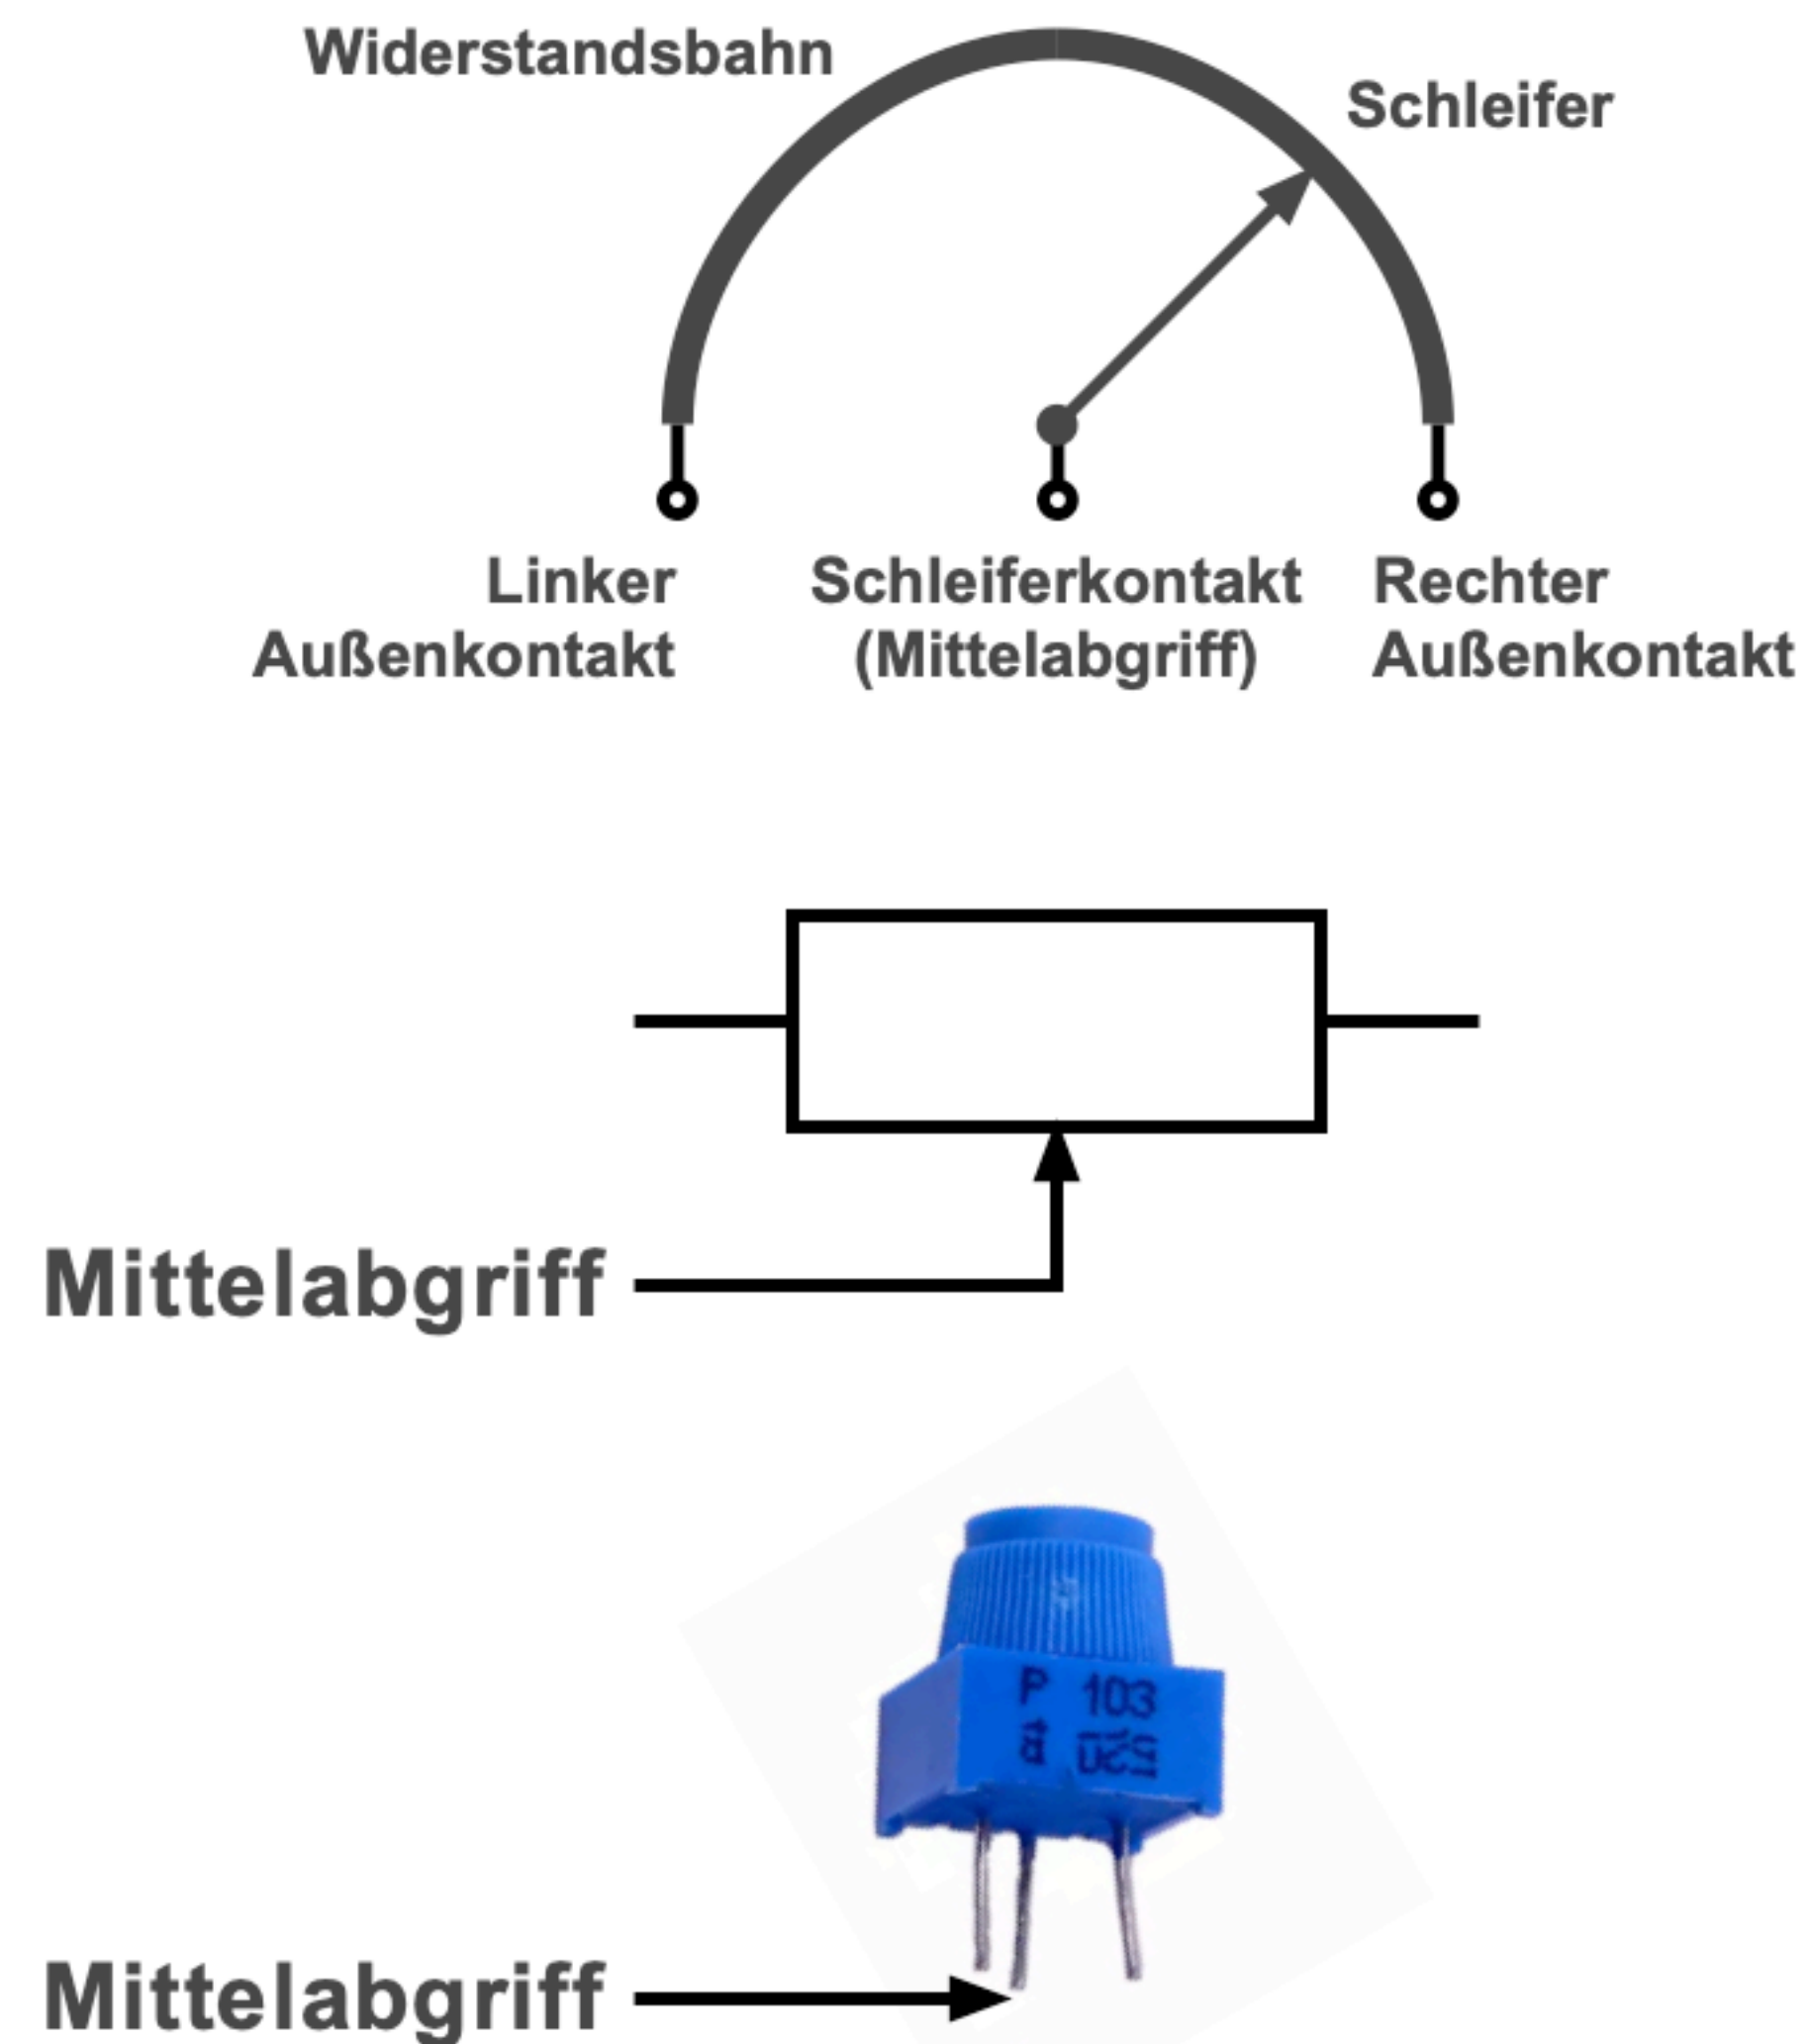 Widerstandsbahn
Schleifer
Linker
Außenkontakt
Schleiferkontakt
(Mittelabgriff)
Rechter
Außenkontakt
Mittelabgriff
P 103
Mittelabgriff